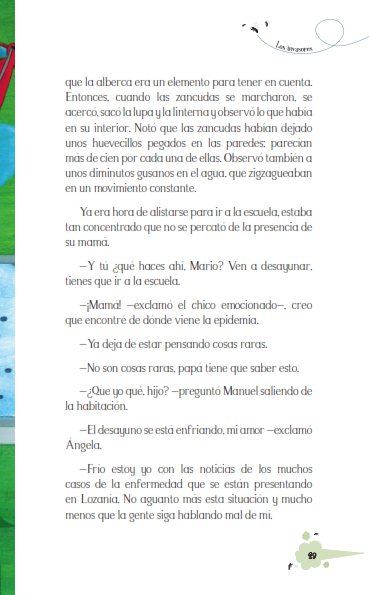 Los invasores
que la alberca era un elemento para tener en cuenta.
Entonces, cuando las zancudas se marcharon, se
acercó, sacó la lupa y la linterna y observó lo que había
en su interior. Notó que las zancudas habían dejado
unos huevecillos pegados en las paredes; parecían
más de cien por cada una de ellas. Observó también a
unos diminutos gusanos en el agua, que zigzagueaban
en un movimiento constante.
Ya era hora de alistarse para ir a la escuela, estaba
tan concentrado que no se percató de la presencia de
su mamá.
—Y tú ¿qué haces ahí, Mario? Ven a desayunar,
tienes que ir a la escuela.
—¡Mamá! —exclamó el chico emocionado—, creo
que encontré de dónde viene la epidemia.
—Ya deja de estar pensando cosas raras.
—No son cosas raras, papá tiene que saber esto.
—¿Que yo qué, hijo? —preguntó Manuel saliendo de
la habitación.
—El desayuno se está enfriando, mi amor —exclamó
Ángela.
—Frío estoy yo con las noticias de los muchos
casos de la enfermedad que se están presentando
en Lozanía. No aguanto más esta situación y mucho
menos que la gente siga hablando mal de mí.
29